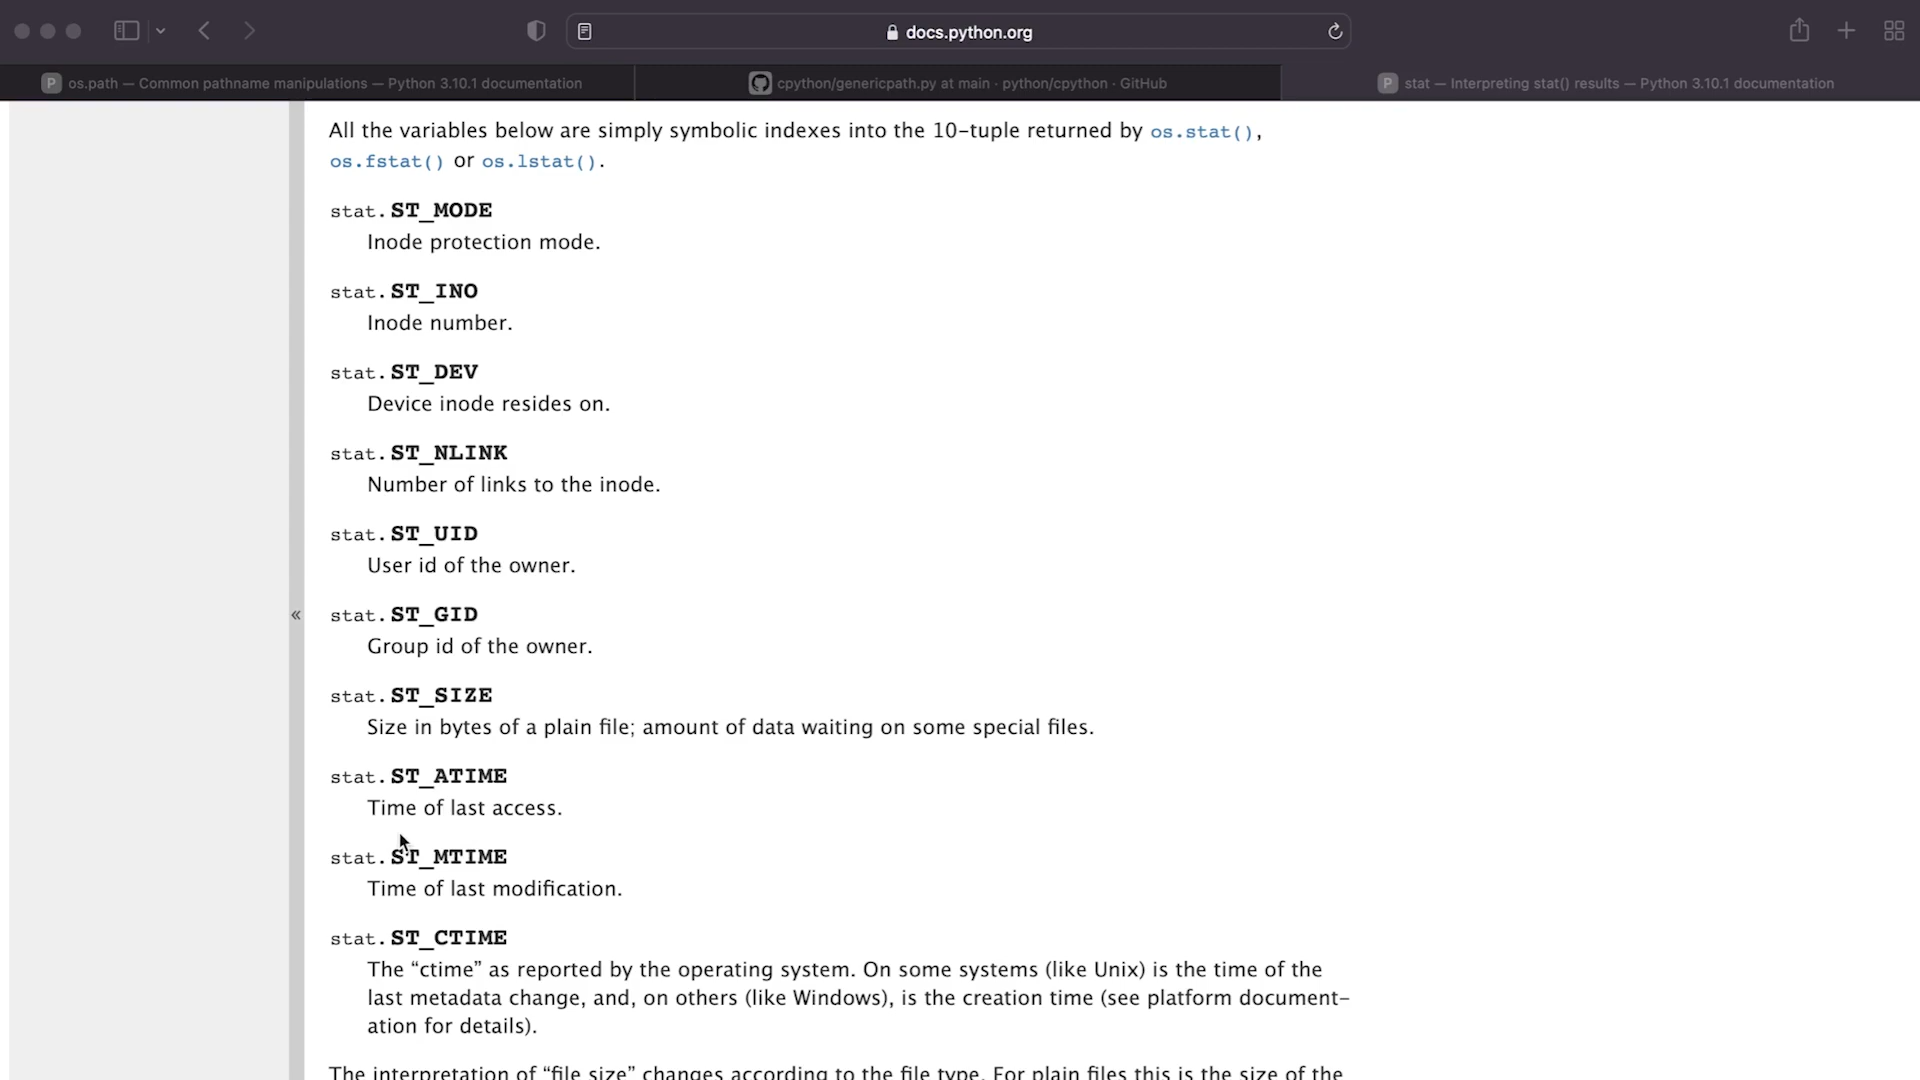 docs.python.org
os.path — Common pathname manipulations — Python 3.10.1 documentation
cpython/genericpath.py at main · python/cpython · GitHub
stat — Interpreting stat() results — Python 3.10.1 documentation
All the variables below are simply symbolic indexes into the 10-tuple returned by os.stat(),
os.fstat() or os.lstat().
stat.ST_MODE
Inode protection mode.
stat.ST_INO
Inode number.
stat.ST_DEV
Device inode resides on.
stat.ST_NLINK
Number of links to the inode.
stat.ST_UID
User id of the owner.
«
stat.ST_GID
Group id of the owner.
stat.ST_SIZE
Size in bytes of a plain file; amount of data waiting on some special files.
stat.ST_ATIME
Time of last access.
stat.ST_MTIME
Time of last modification.
stat.ST_CTIME
The “ctime” as reported by the operating system. On some systems (like Unix) is the time of the
last metadata change, and, on others (like Windows), is the creation time (see platform document-
ation for details).
The interpretation of “file size” changes according to the file type. For plain files this is the size of the